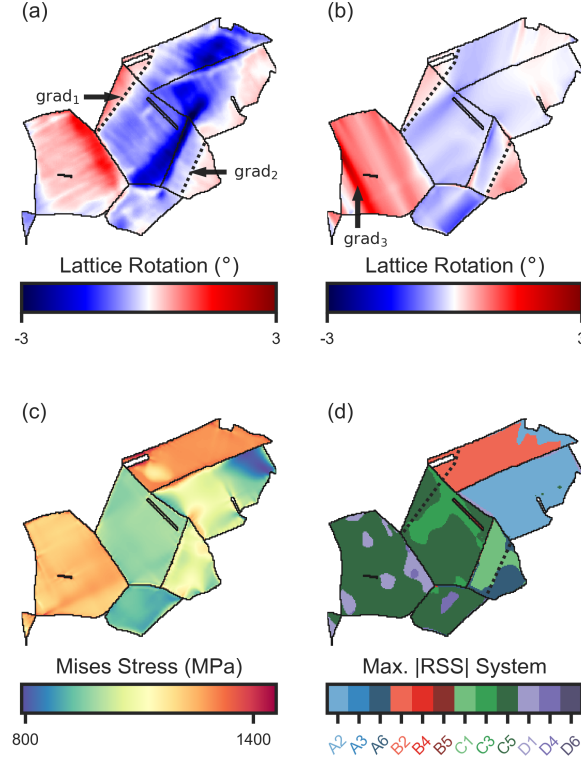 (a)
(b)
grad₁
grad₂
grad₃
Lattice Rotation (°)
Lattice Rotation (°)
-3
3
-3
3
(c)
(d)
Mises Stress (MPa)
Max. |RSS| System
800
1400
A2
A3
A6
B2
B4
B5
C1
C3
C5
D1
D4
D6